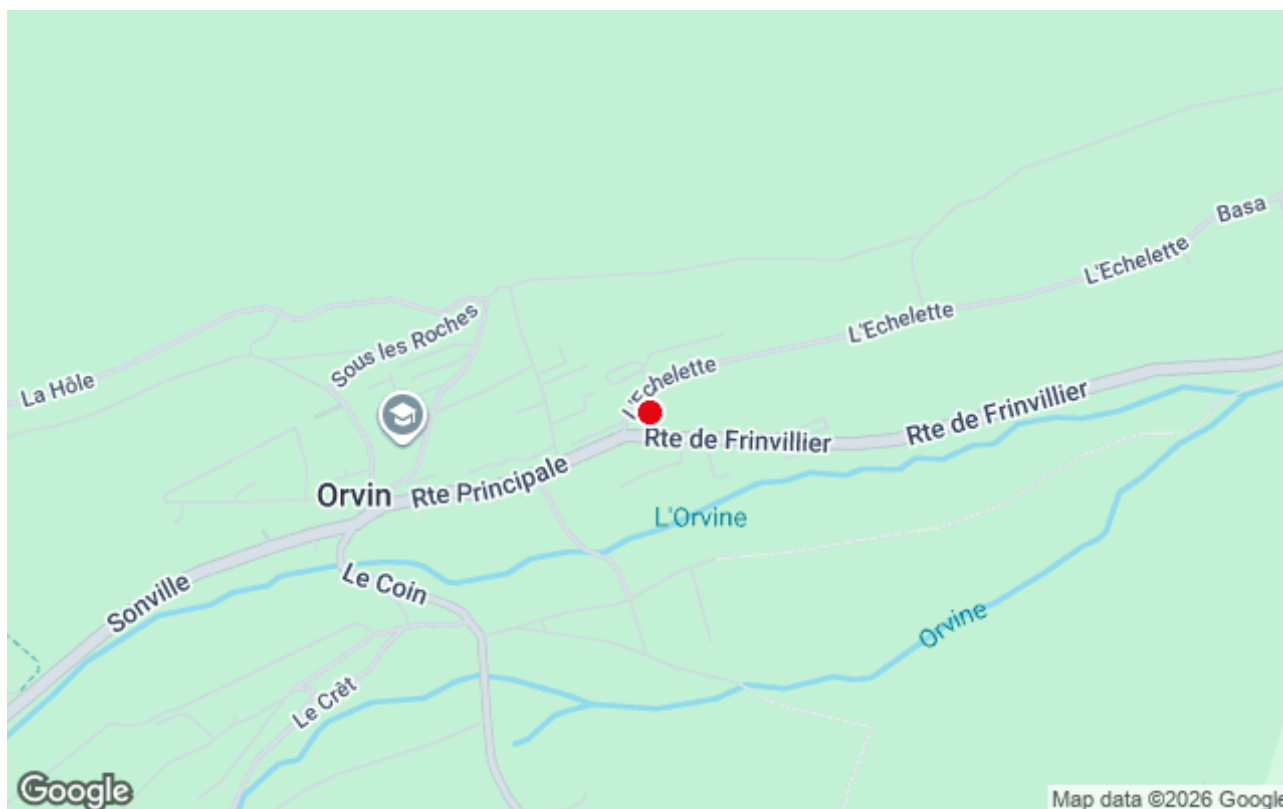 Basa
L'Echelette
L'Echelette
Sous les Roches
L'Echelette
La Hôle
Rte de Frinvillier
Rte de Frinvillier
Rte Principale
Orvin
L'Orvine
Le Coin
Sonville
Orvine
Le Crêt
Google
Map data ©2026 Google